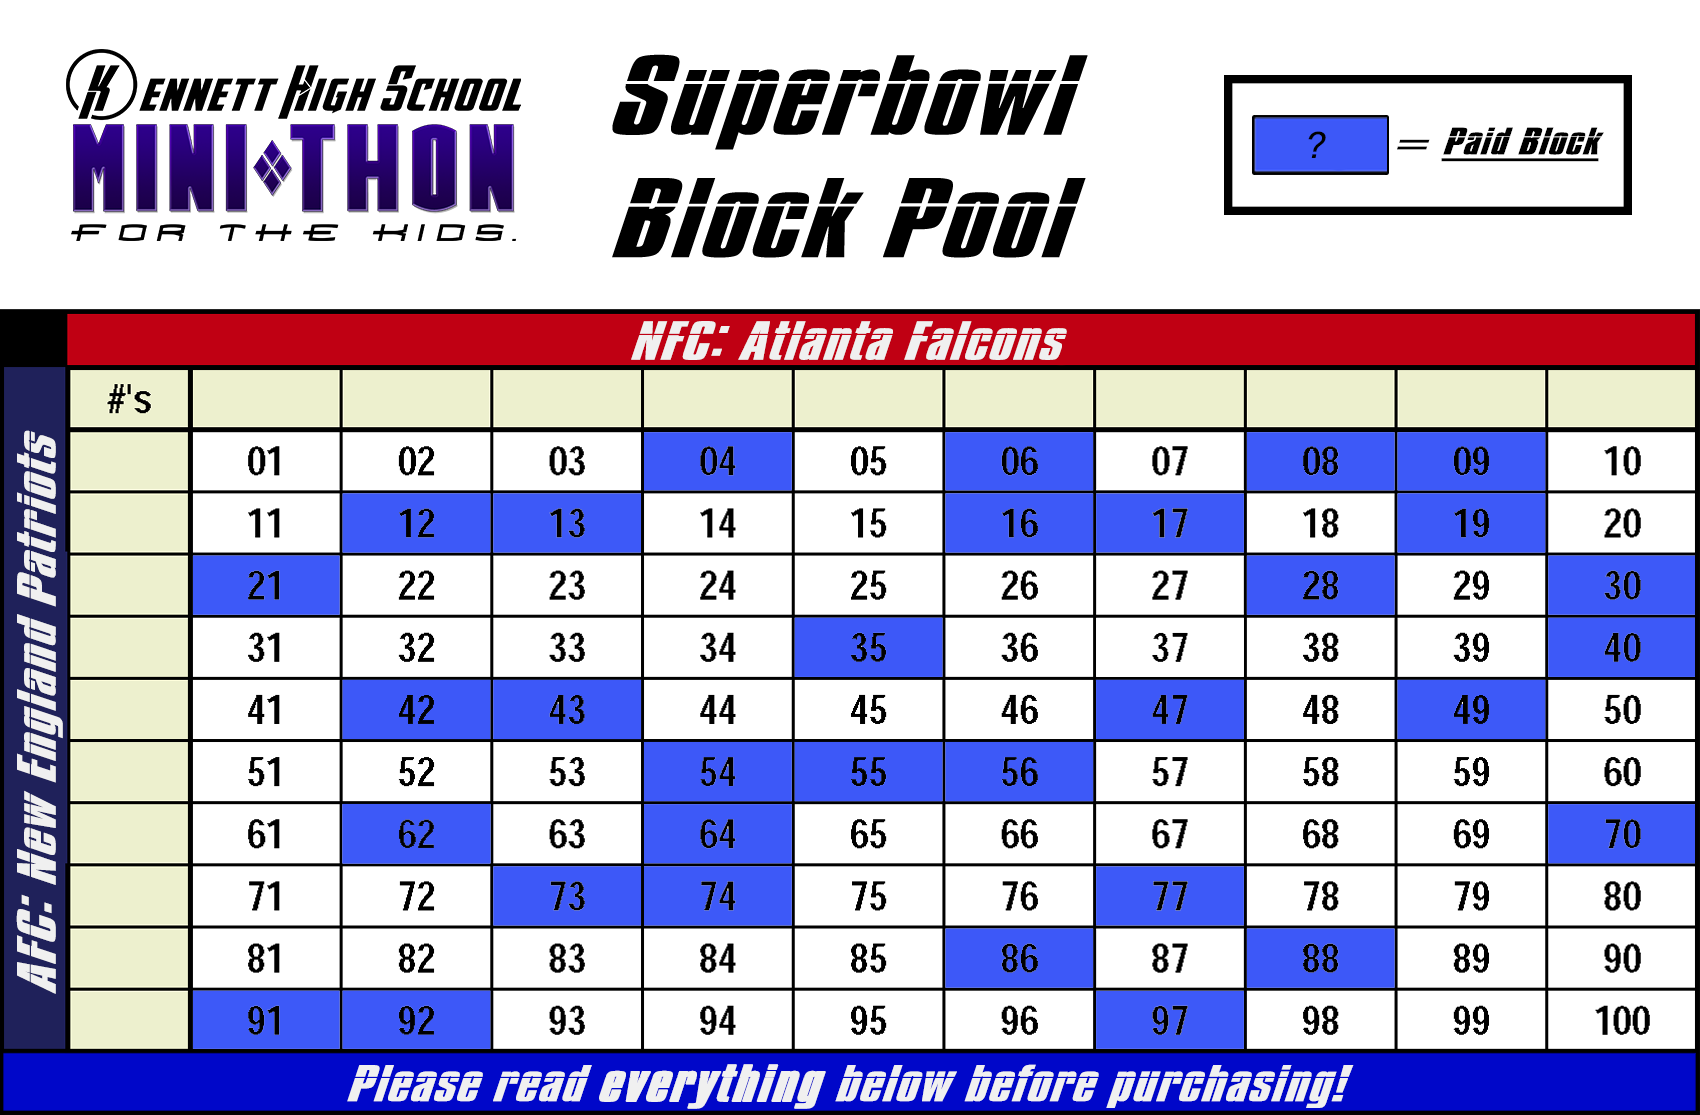 KENNETT HIGH SCHOOL
MINI THON
FOR THE KIDS.
Superbowl
Block Pool
? = Paid Block
NFC: Atlanta Falcons
AFC: New England Patriots
#'s
01 02 03 04 05 06 07 08 09 10
11 12 13 14 15 16 17 18 19 20
21 22 23 24 25 26 27 28 29 30
31 32 33 34 35 36 37 38 39 40
41 42 43 44 45 46 47 48 49 50
51 52 53 54 55 56 57 58 59 60
61 62 63 64 65 66 67 68 69 70
71 72 73 74 75 76 77 78 79 80
81 82 83 84 85 86 87 88 89 90
91 92 93 94 95 96 97 98 99 100
Please read everything below before purchasing!